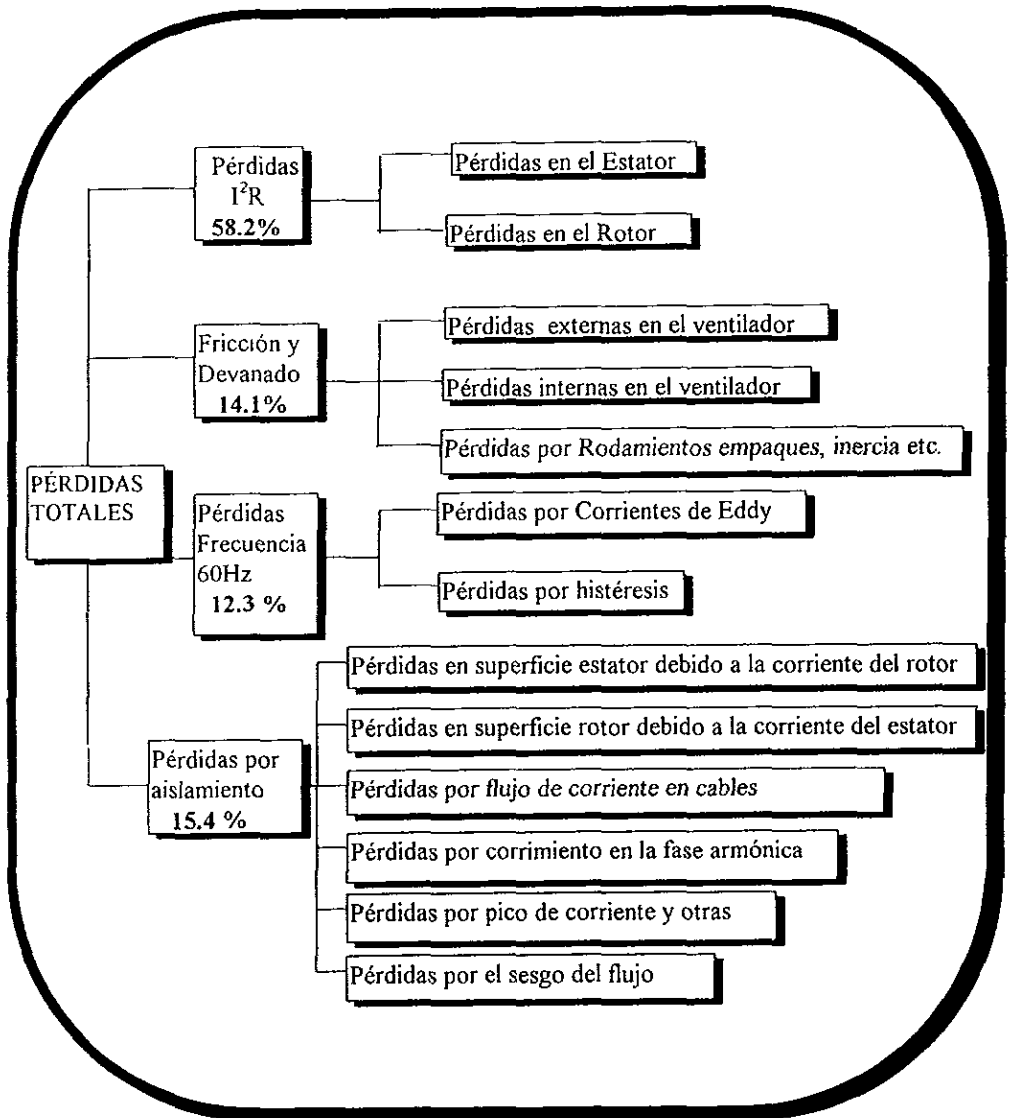 PÉRDIDAS
TOTALES
Pérdidas
I²R
58.2%
Pérdidas en el Estator
Pérdidas en el Rotor
Fricción y
Devanado
14.1%
Pérdidas externas en el ventilador
Pérdidas internas en el ventilador
Pérdidas por Rodamientos empaques, inercia etc.
Pérdidas
Frecuencia
60Hz
12.3 %
Pérdidas por Corrientes de Eddy
Pérdidas por histéresis
Pérdidas por
aislamiento
15.4 %
Pérdidas en superficie estator debido a la corriente del rotor
Pérdidas en superficie rotor debido a la corriente del estator
Pérdidas por flujo de corriente en cables
Pérdidas por corrimiento en la fase armónica
Pérdidas por pico de corriente y otras
Pérdidas por el sesgo del flujo